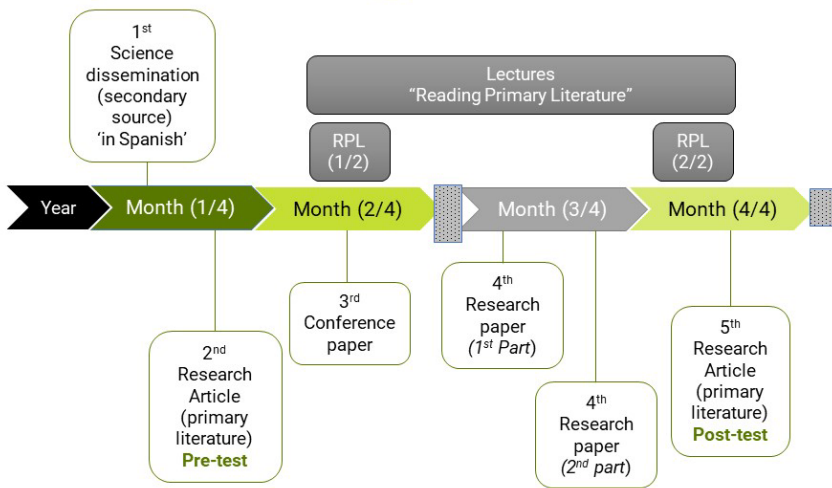 1st
Science
dissemination
(secondary
source)
‘in Spanish’
Lectures
“Reading Primary Literature”
RPL
(1/2)
RPL
(2/2)
Year
Month (1/4)
Month (2/4)
Month (3/4)
Month (4/4)
2nd
Research
Article
(primary
literature)
Pre-test
3rd
Conference
paper
4th
Research
paper
(1st Part)
4th
Research
paper
(2nd part)
5th
Research
Article
(primary
literature)
Post-test